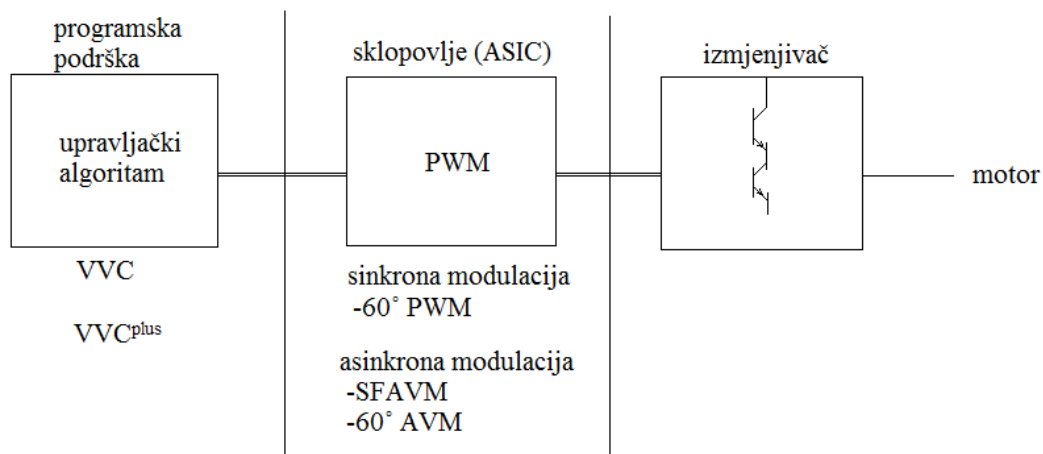 programska
podrška
upravljački
algoritam
VVC
VVCplus
sklopovlje (ASIC)
PWM
sinkrona modulacija
-60˚ PWM
asinkrona modulacija
-SFAVM
-60˚ AVM
izmjenjivač
motor